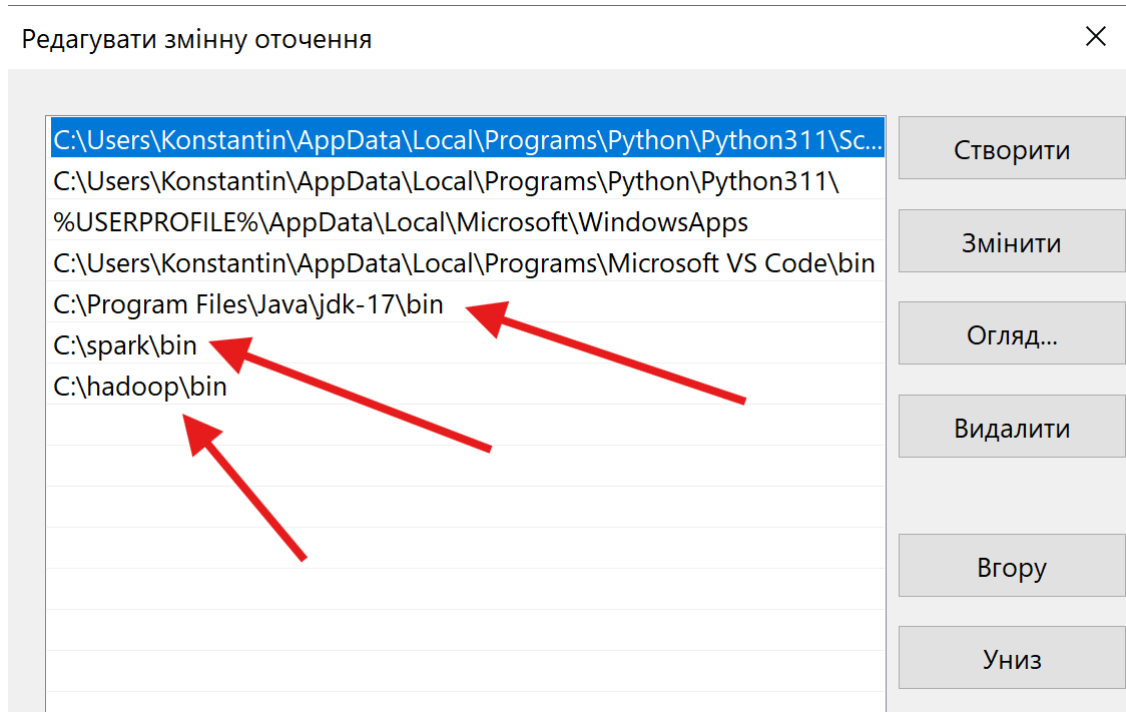 Редагувати змінну оточення
C:\Users\Konstantin\AppData\Local\Programs\Python\Python311\Sc...
C:\Users\Konstantin\AppData\Local\Programs\Python\Python311\
%USERPROFILE%\AppData\Local\Microsoft\WindowsApps
C:\Users\Konstantin\AppData\Local\Programs\Microsoft VS Code\bin
C:\Program Files\Java\jdk-17\bin
C:\spark\bin
C:\hadoop\bin
Створити
Змінити
Огляд...
Видалити
Вгору
Униз